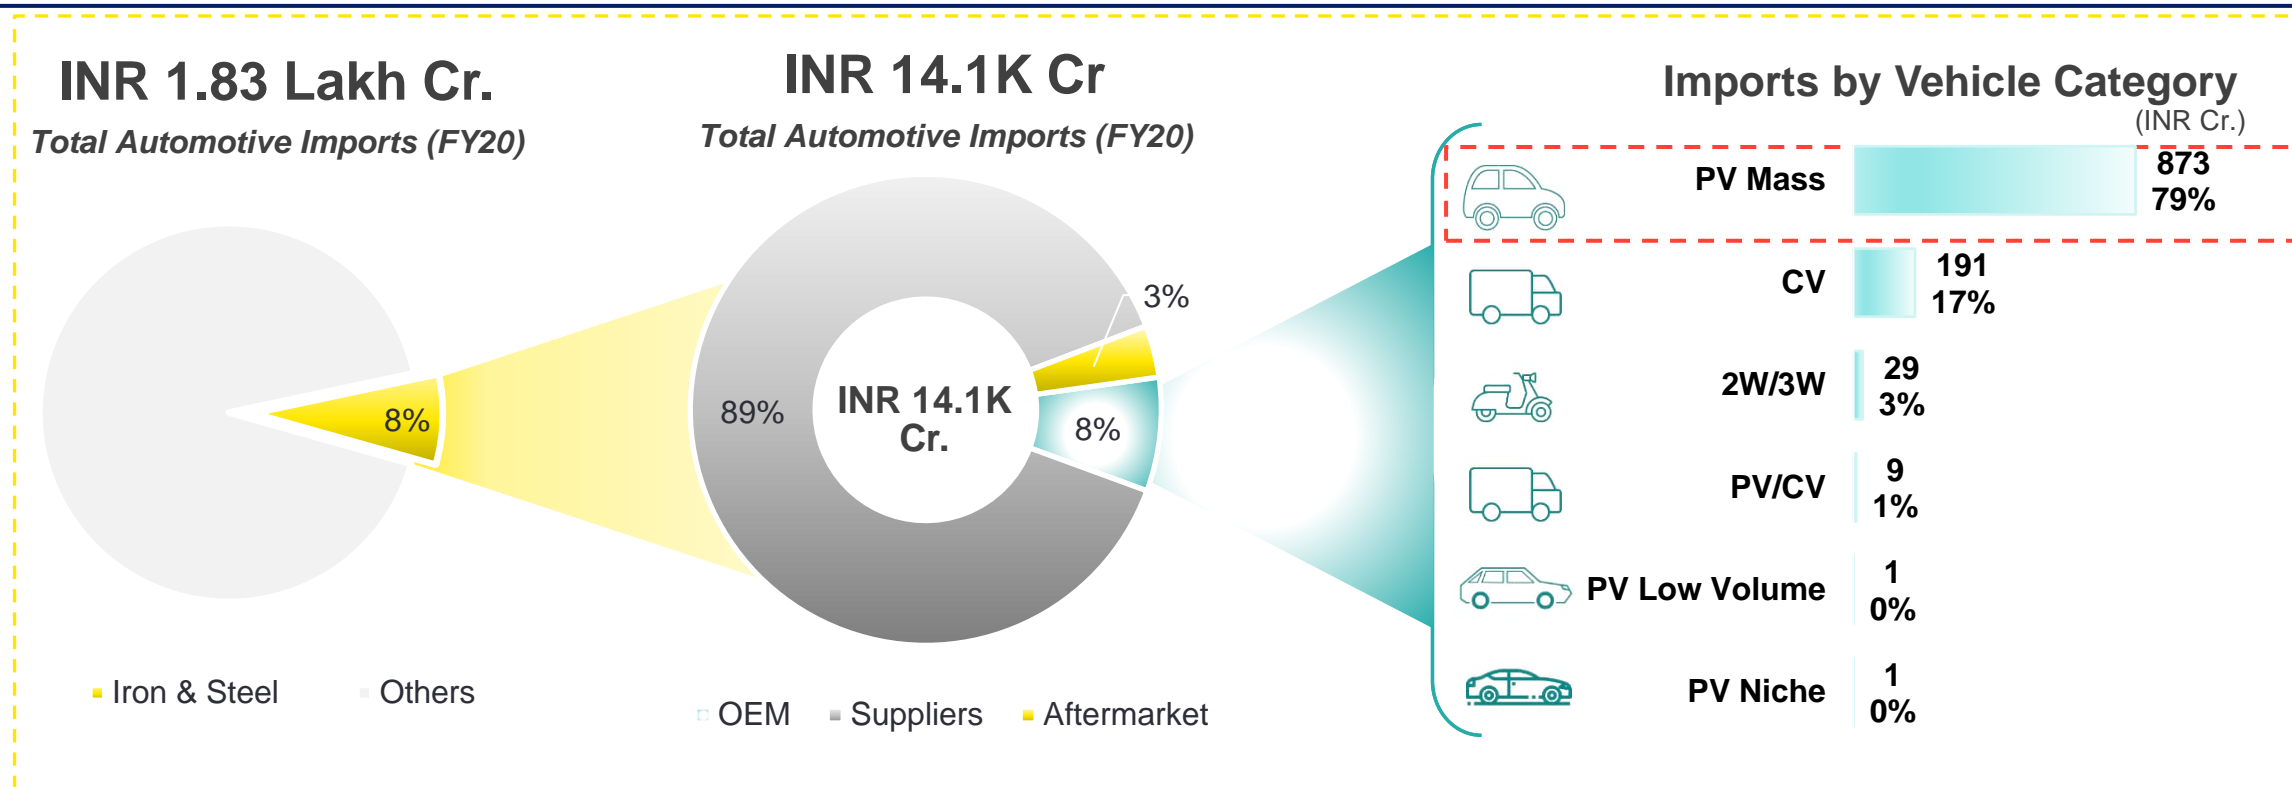 INR 1.83 Lakh Cr.
Total Automotive Imports (FY20)
8%
Iron & Steel
Others
INR 14.1K Cr
Total Automotive Imports (FY20)
3%
89%
INR 14.1K
Cr.
8%
OEM
Suppliers
Aftermarket
Imports by Vehicle Category
(INR Cr.)
PV Mass
873
79%
CV
191
17%
2W/3W
29
3%
PV/CV
9
1%
PV Low Volume
1
0%
PV Niche
1
0%